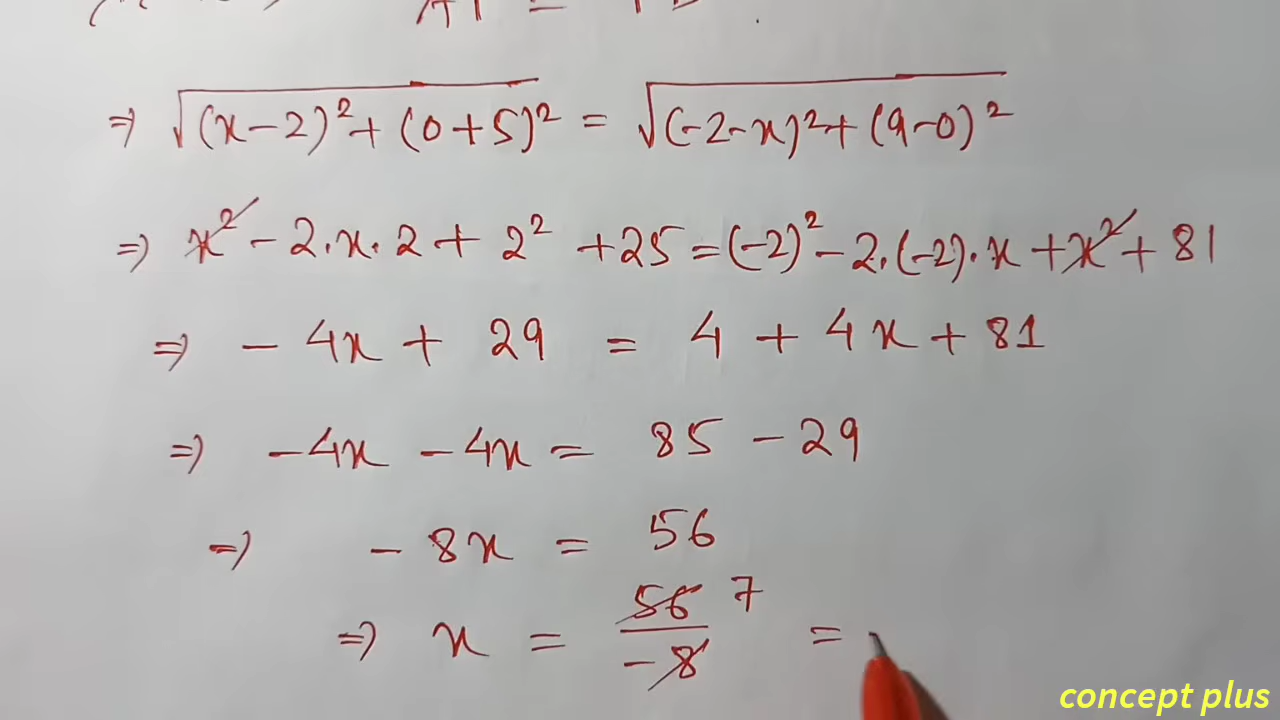 ⇒ √(x-2)²+(0+5)² = √(-2-x)²+(9-0)²
⇒ x² - 2.x.2 + 2² + 25 = (-2)² - 2.(-2).x + x² + 81
⇒ - 4x + 29 = 4 + 4x + 81
⇒ -4x - 4x = 85 - 29
⇒ - 8x = 56
⇒ x = 56/-8 7 =
concept plus